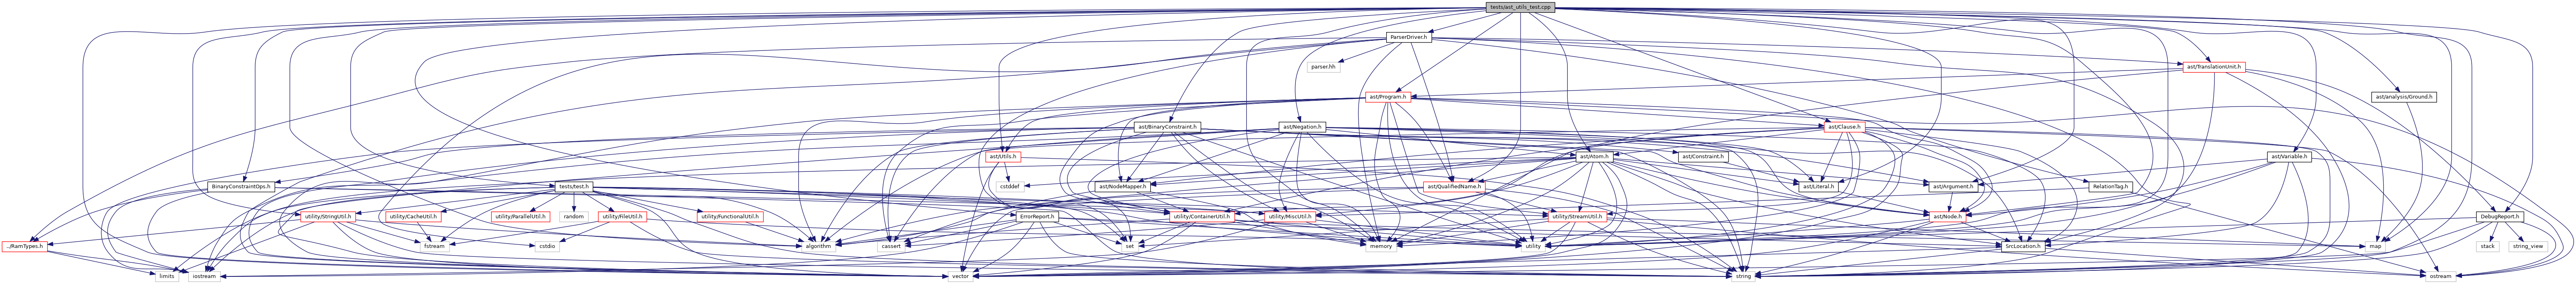 tests/ast_utils_test.cpp
ParserDriver.h
parser.hh
ast/TranslationUnit.h
ast/Program.h
ast/analysis/Ground.h
ast/BinaryConstraint.h
ast/Negation.h
ast/Clause.h
ast/Utils.h
ast/Atom.h
ast/Constraint.h
ast/Variable.h
BinaryConstraintOps.h
tests/test.h
cstddef
ast/NodeMapper.h
ast/QualifiedName.h
ast/Literal.h
ast/Argument.h
RelationTag.h
utility/StringUtil.h
utility/CacheUtil.h
utility/ParallelUtil.h
random
utility/FileUtil.h
utility/FunctionalUtil.h
ErrorReport.h
utility/ContainerUtil.h
utility/MiscUtil.h
utility/StreamUtil.h
ast/Node.h
DebugReport.h
../RamTypes.h
fstream
cstdio
algorithm
cassert
set
memory
utility
SrcLocation.h
map
stack
string_view
limits
iostream
vector
string
ostream